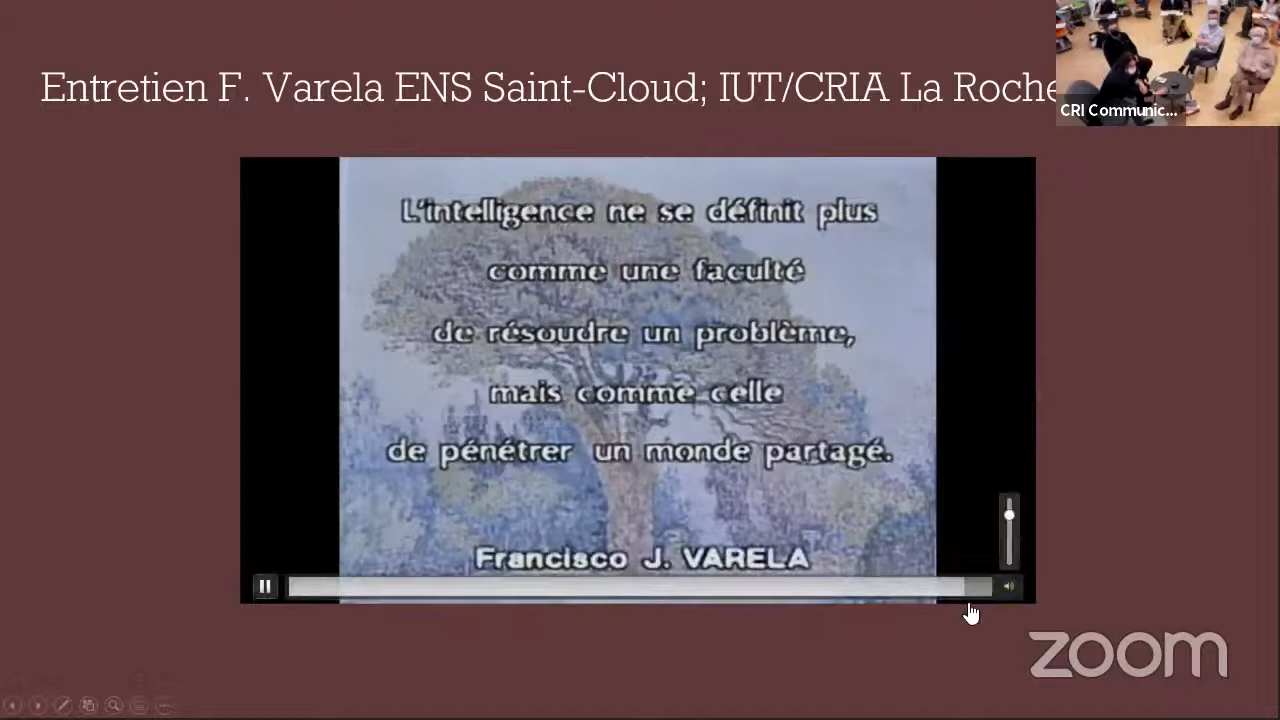 Entretien F. Varela ENS Saint-Cloud; IUT/CRIA La Roche
CRI Communic...
L'intelligence ne se définit plus
comme une faculté
de résoudre un problème,
mais comme celle
de pénétrer un monde partagé.
Francisco J. VARELA
zoom